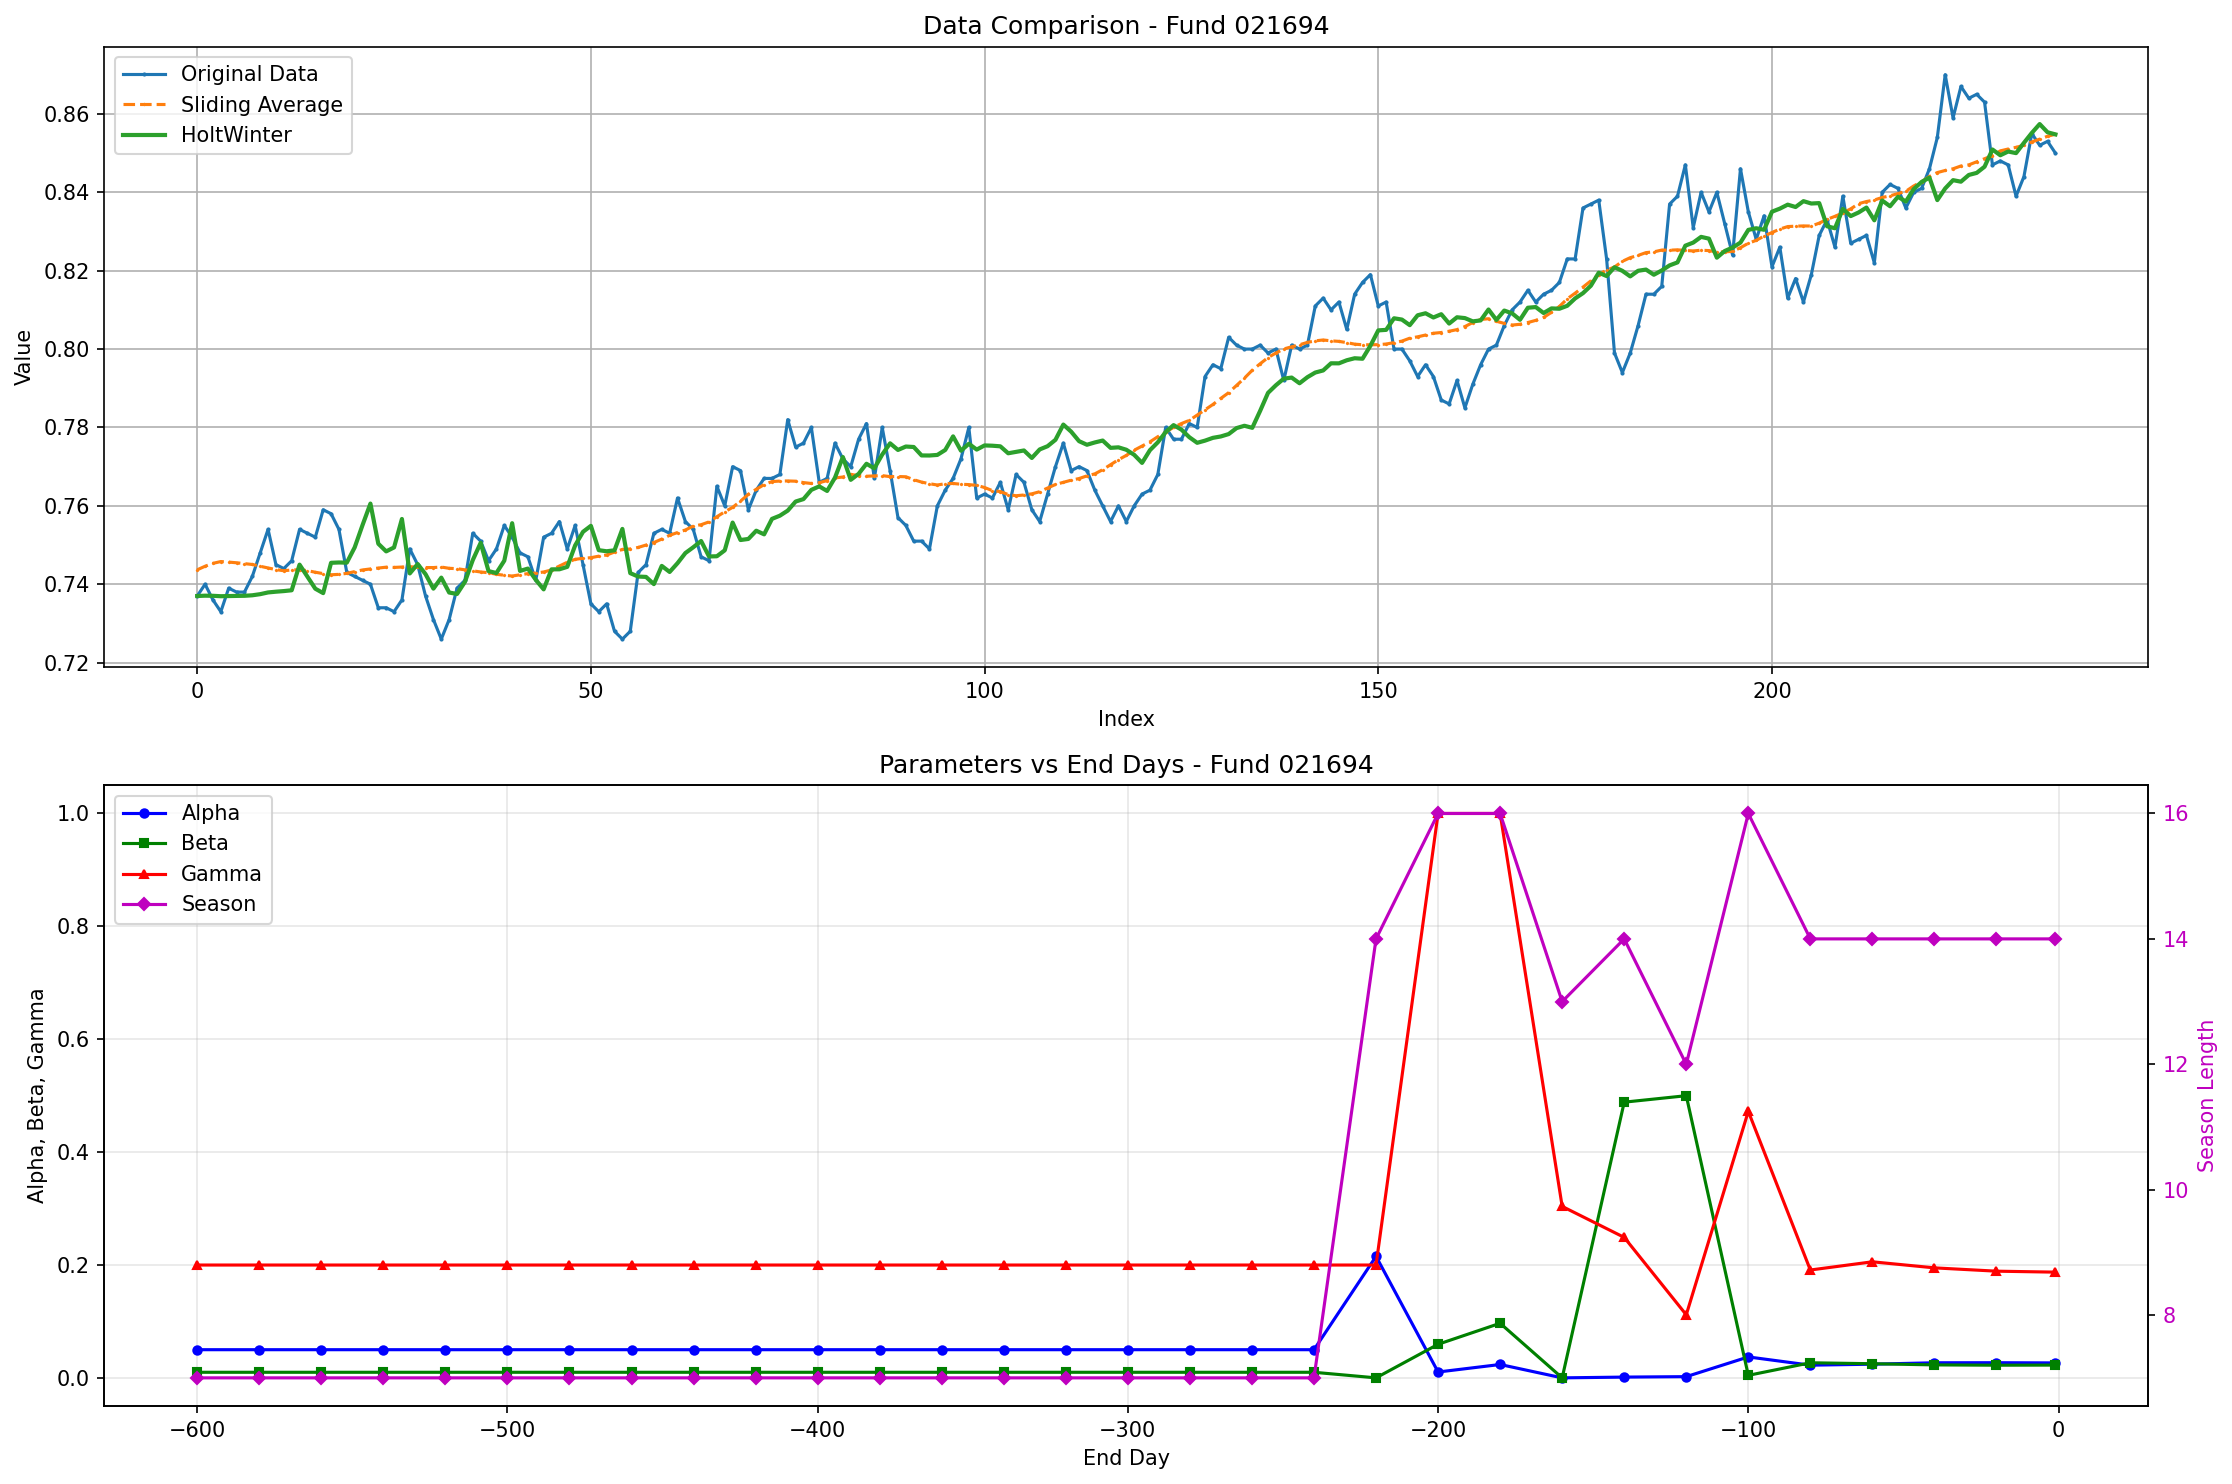 Data Comparison - Fund 021694
Original Data
Sliding Average
HoltWinter
0.86
0.84
0.82
0.80
0.78
0.76
0.74
0.72
Value
0 50 100 150 200
Index
Parameters vs End Days - Fund 021694
Alpha
Beta
Gamma
Season
1.0
0.8
0.6
0.4
0.2
0.0
Alpha, Beta, Gamma
16
14
12
10
8
Season Length
−600 −500 −400 −300 −200 −100 0
End Day